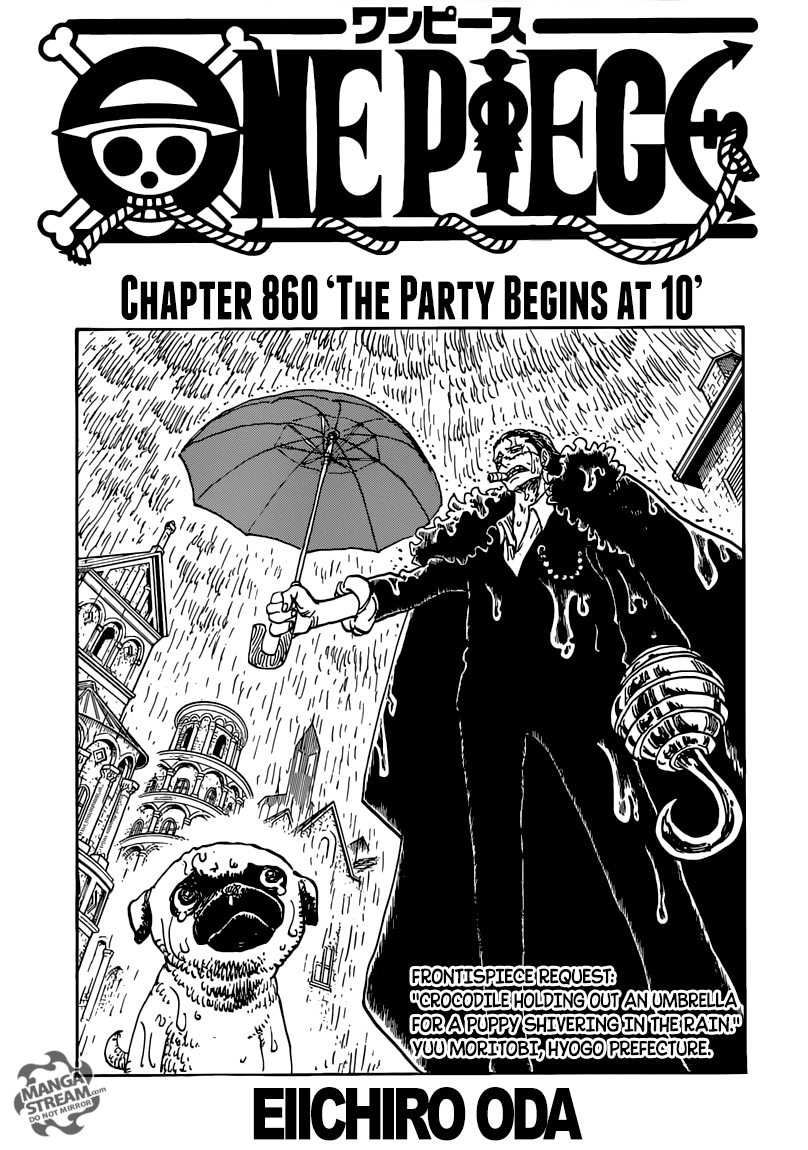 ワンピース
ONE PIECE
CHAPTER 860 ‘THE PARTY BEGINS AT 10’
FRONTISPIECE REQUEST:
"CROCODILE HOLDING OUT AN UMBRELLA
FOR A PUPPY SHIVERING IN THE RAIN."
YUU MORITOBI, HYOGO PREFECTURE.
MANGA
STREAM.com
DO NOT MIRROR
EIICHIRO ODA